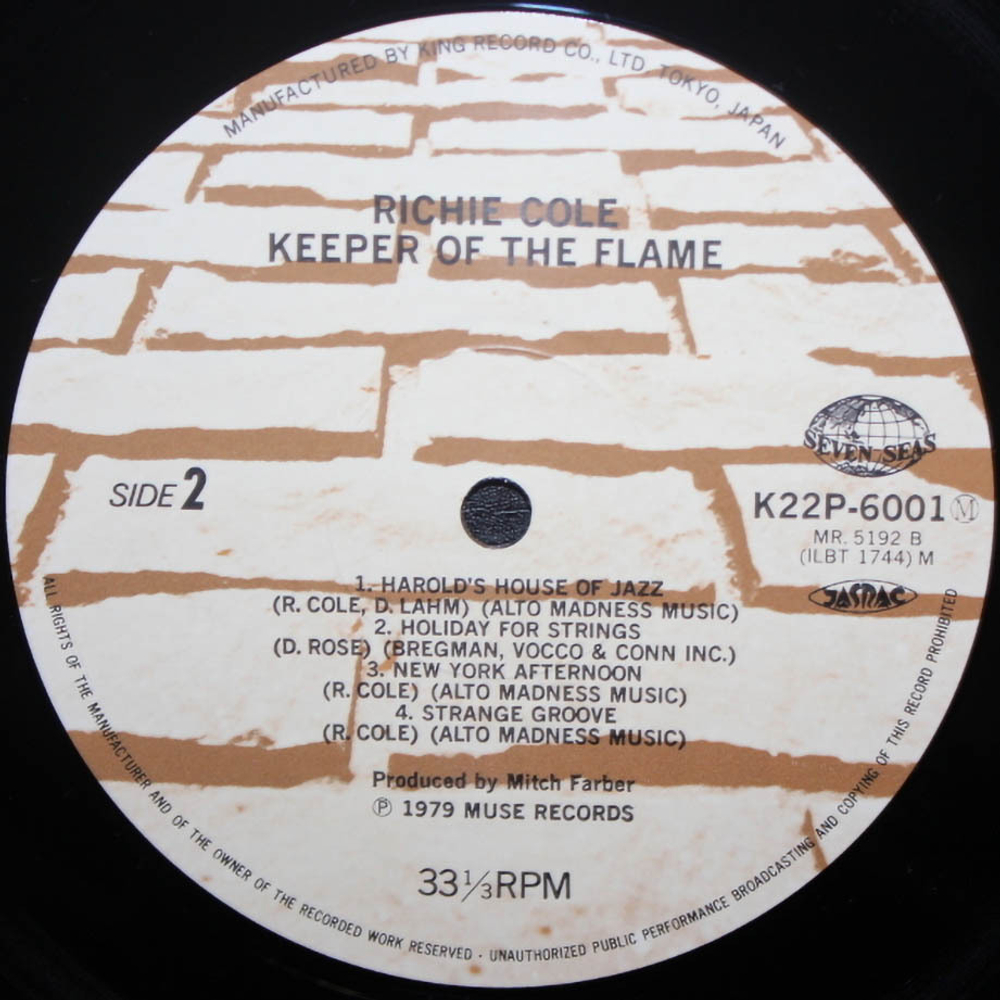 MANUFACTURED BY KING RECORD CO., LTD. TOKYO, JAPAN
RICHIE COLE
KEEPER OF THE FLAME
SEVEN SEAS
SIDE 2
K22P-6001 Ⓜ
MR. 5192 B
(ILBT 1744) M
JASRAC
1. HAROLD'S HOUSE OF JAZZ
(R. COLE, D. LAHM) (ALTO MADNESS MUSIC)
2. HOLIDAY FOR STRINGS
(D. ROSE) (BREGMAN, VOCCO & CONN INC.)
3. NEW YORK AFTERNOON
(R. COLE) (ALTO MADNESS MUSIC)
4. STRANGE GROOVE
(R. COLE) (ALTO MADNESS MUSIC)
Produced by Mitch Farber
℗ 1979 MUSE RECORDS
33 1/3 RPM
ALL RIGHTS OF THE MANUFACTURER AND OF THE OWNER OF THE RECORDED WORK RESERVED · UNAUTHORIZED PUBLIC PERFORMANCE BROADCASTING AND COPYING OF THIS RECORD PROHIBITED